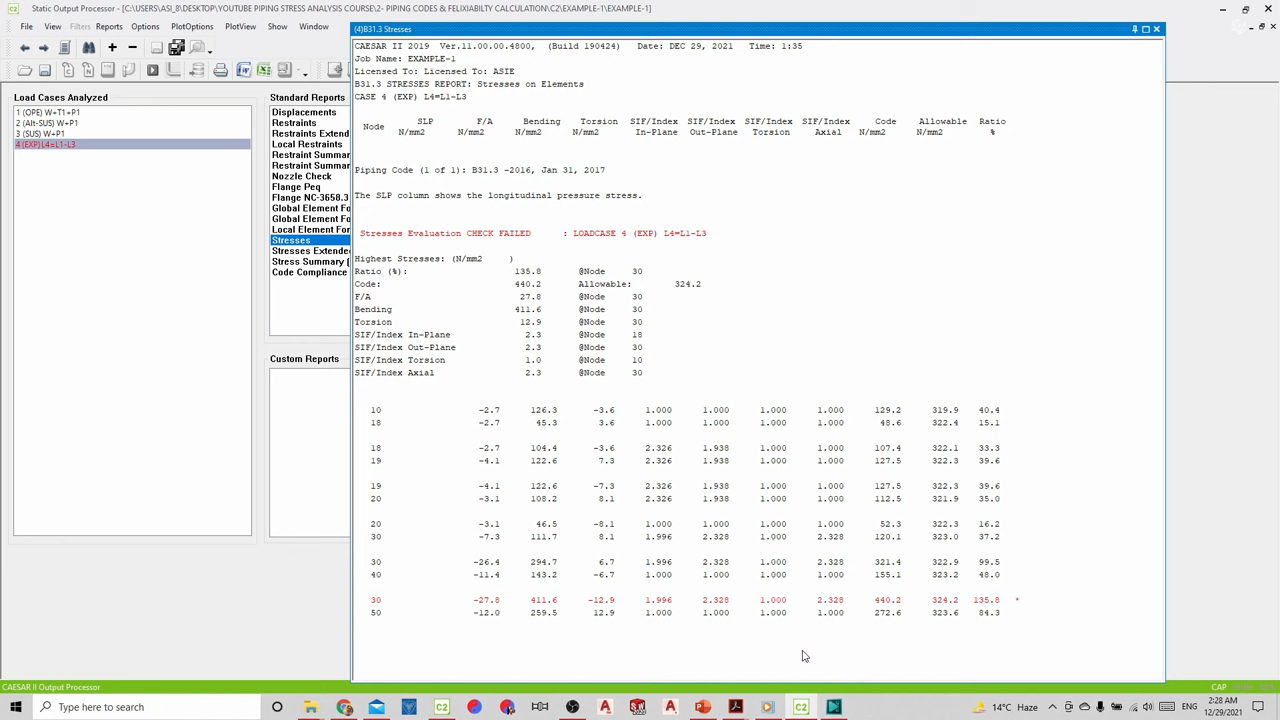 Static Output Processor - [C:\USERS\ASI_8\DESKTOP\YOUTUBE PIPING STRESS ANALYSIS COURSE\2- PIPING CODES & FELIXIABILTY CALCULATION\C2\EXAMPLE-1\EXAMPLE-1]
File View Filters Reports Options PlotOptions PlotView Show Window
Load Cases Analyzed
1 (OPE) W+T1+P1
2 (Alt-SUS) W+P1
3 (SUS) W+P1
4 (EXP) L4=L1-L3
Standard Reports
Displacements
Restraints
Restraints Extend
Local Restraints
Restraint Summa
Restraint Summa
Nozzle Check
Flange Peq
Flange NC-3658.3
Global Element Fo
Global Element Fo
Local Element For
Stresses
Stresses Extende
Stress Summary (
Code Compliance
Custom Reports
(4)B31.3 Stresses
CAESAR II 2019 Ver.11.00.00.4800, (Build 190424) Date: DEC 29, 2021 Time: 1:35
Job Name: EXAMPLE-1
Licensed To: Licensed To: ASIE
B31.3 STRESSES REPORT: Stresses on Elements
CASE 4 (EXP) L4=L1-L3
Node SLP F/A Bending Torsion SIF/Index SIF/Index SIF/Index SIF/Index Code Allowable Ratio
N/mm2 N/mm2 N/mm2 N/mm2 In-Plane Out-Plane Torsion Axial N/mm2 N/mm2 %
Piping Code (1 of 1): B31.3 -2016, Jan 31, 2017
The SLP column shows the longitudinal pressure stress.
Stresses Evaluation CHECK FAILED : LOADCASE 4 (EXP) L4=L1-L3
Highest Stresses: (N/mm2 )
Ratio (%): 135.8 @Node 30
Code: 440.2 Allowable: 324.2
F/A 27.8 @Node 30
Bending 411.6 @Node 30
Torsion 12.9 @Node 30
SIF/Index In-Plane 2.3 @Node 18
SIF/Index Out-Plane 2.3 @Node 30
SIF/Index Torsion 1.0 @Node 10
SIF/Index Axial 2.3 @Node 30
10 -2.7 126.3 -3.6 1.000 1.000 1.000 1.000 129.2 319.9 40.4
18 -2.7 45.3 3.6 1.000 1.000 1.000 1.000 48.6 322.4 15.1
18 -2.7 104.4 -3.6 2.326 1.938 1.000 1.000 107.4 322.1 33.3
19 -4.1 122.6 7.3 2.326 1.938 1.000 1.000 127.5 322.3 39.6
19 -4.1 122.6 -7.3 2.326 1.938 1.000 1.000 127.5 322.3 39.6
20 -3.1 108.2 8.1 2.326 1.938 1.000 1.000 112.5 321.9 35.0
20 -3.1 46.5 -8.1 1.000 1.000 1.000 1.000 52.3 322.3 16.2
30 -7.3 111.7 8.1 1.996 2.328 1.000 2.328 120.1 323.0 37.2
30 -26.4 294.7 6.7 1.996 2.328 1.000 2.328 321.4 322.9 99.5
40 -11.4 143.2 -6.7 1.000 1.000 1.000 1.000 155.1 323.2 48.0
30 -27.8 411.6 -12.9 1.996 2.328 1.000 2.328 440.2 324.2 135.8 *
50 -12.0 259.5 12.9 1.000 1.000 1.000 1.000 272.6 323.6 84.3
CAESAR II Output Processor
CAP
Type here to search
14°C Haze
2:28 AM
12/29/2021